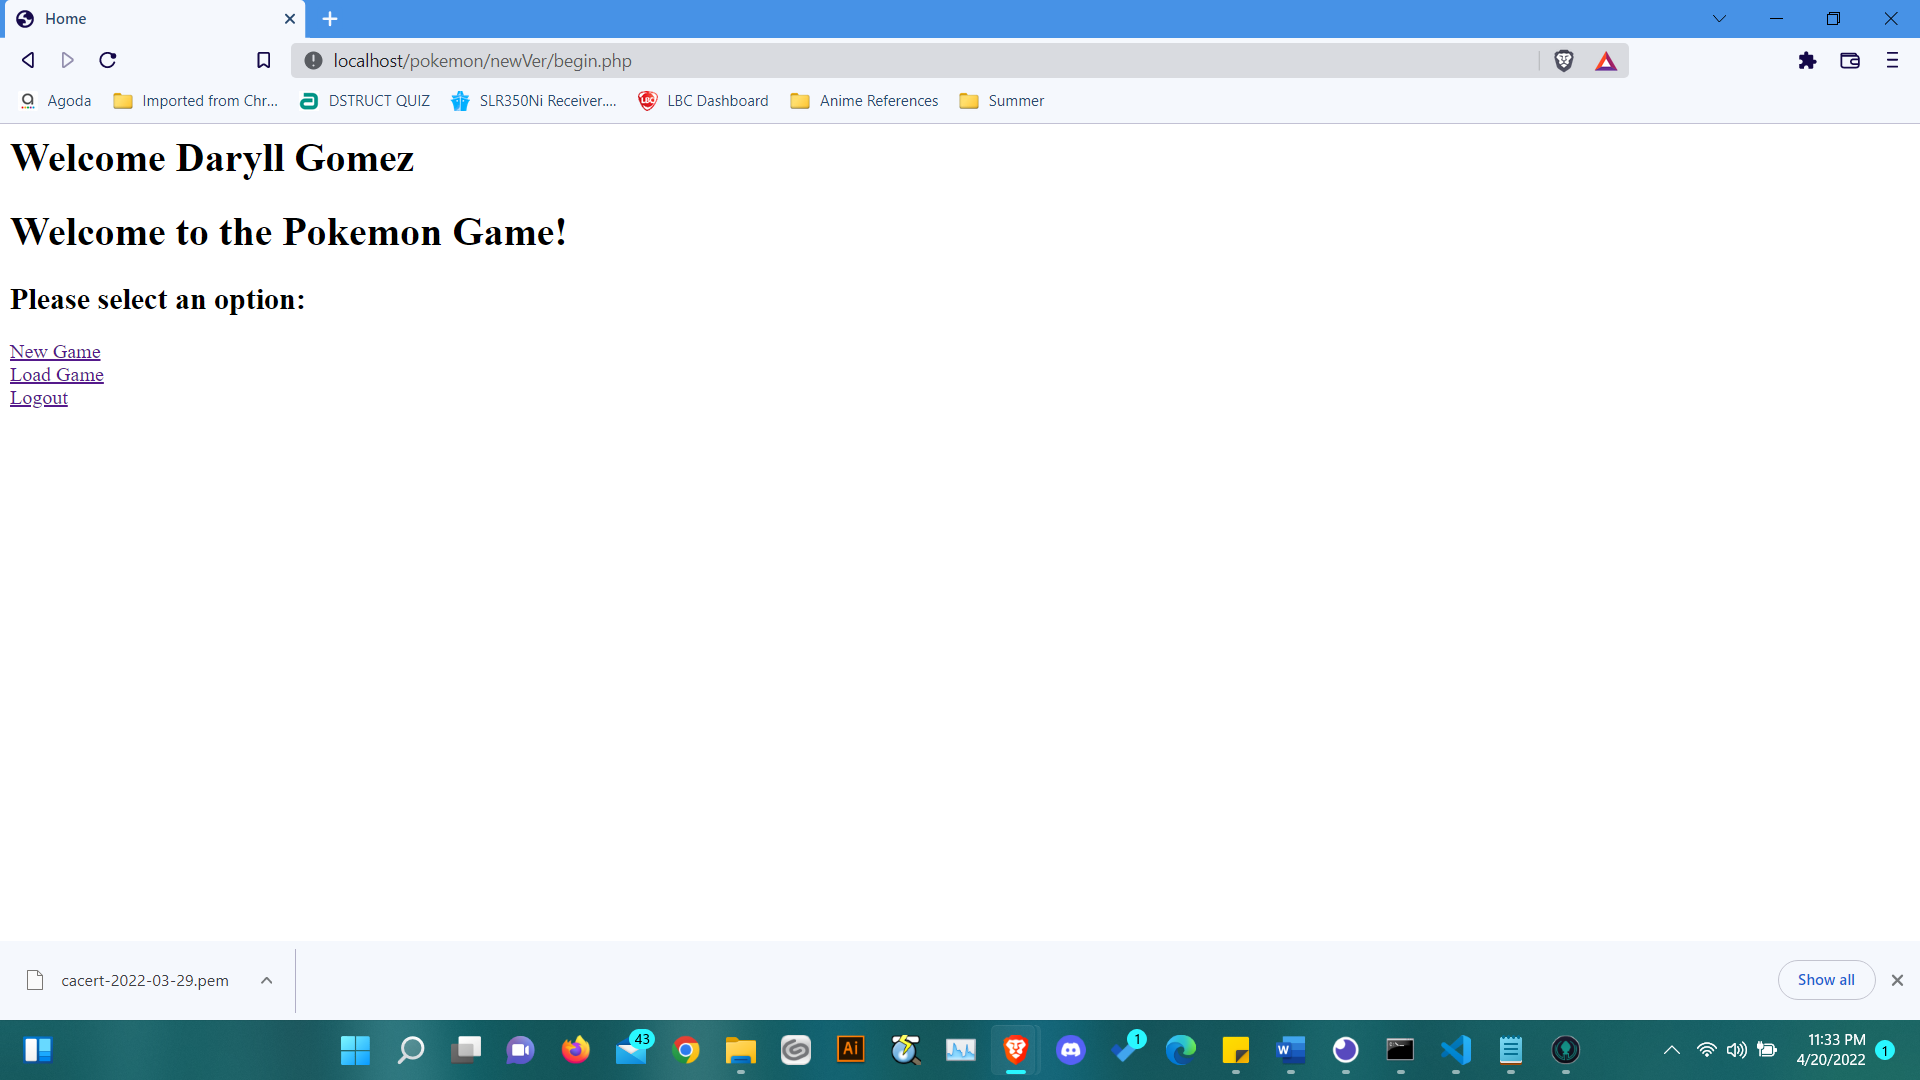 Home
localhost/pokemon/newVer/begin.php
Agoda
Imported from Chr...
DSTRUCT QUIZ
SLR350Ni Receiver....
LBC Dashboard
Anime References
Summer
Welcome Daryll Gomez
Welcome to the Pokemon Game!
Please select an option:
New Game
Load Game
Logout
cacert-2022-03-29.pem
Show all
43
Ai
1
W
11:33 PM
4/20/2022
1